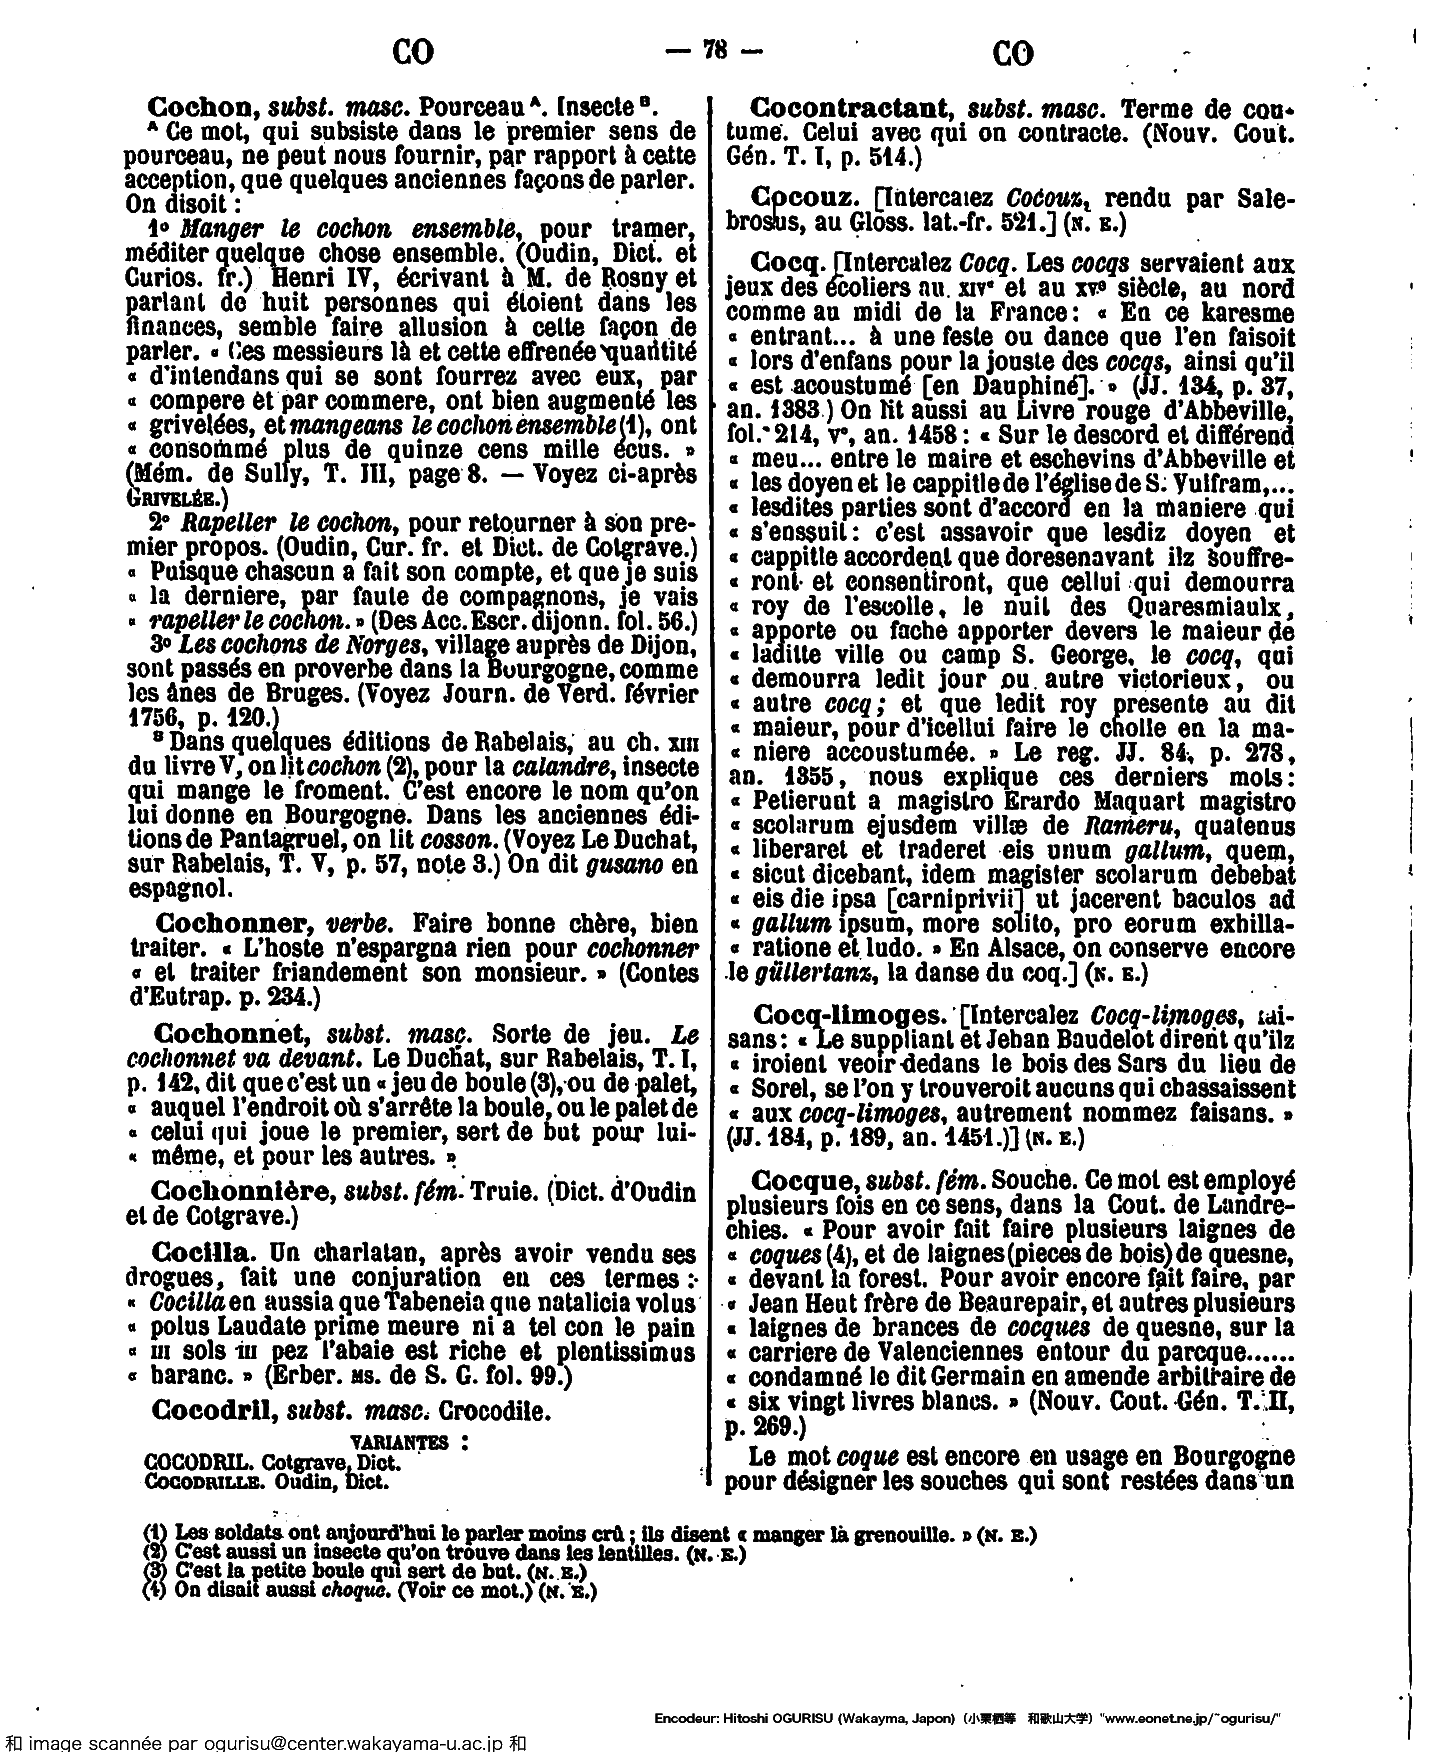 CO
— 78 —
CO
Cochon, subst. masc. Pourceau A. Insecte B.
A Ce mot, qui subsiste dans le premier sens de
pourceau, ne peut nous fournir, par rapport à cette
acception, que quelques anciennes façons de parler.
On disoit :
1o Manger le cochon ensemble, pour tramer,
méditer quelque chose ensemble. (Oudin, Dict. et
Curios. fr.) Henri IV, écrivant à M. de Rosny et
parlant de huit personnes qui étoient dans les
finances, semble faire allusion à cette façon de
parler. « Ces messieurs là et cette effrenée quantité
« d'intendans qui se sont fourrez avec eux, par
« compere et par commere, ont bien augmenté les
« grivelées, et mangeans le cochon ensemble (1), ont
« consommé plus de quinze cens mille écus. »
(Mém. de Sully, T. III, page 8. — Voyez ci-après
GRIVELÉE.)
2o Rapeller le cochon, pour retourner à son pre-
mier propos. (Oudin, Cur. fr. et Dict. de Cotgrave.)
« Puisque chascun a fait son compte, et que je suis
« la derniere, par faute de compagnons, je vais
« rapeller le cochon. » (Des Acc. Escr. dijonn. fol. 56.)
3o Les cochons de Norges, village auprès de Dijon,
sont passés en proverbe dans la Bourgogne, comme
les ânes de Bruges. (Voyez Journ. de Verd. février
1756, p. 120.)
B Dans quelques éditions de Rabelais, au ch. XIII
du livre V, on lit cochon (2), pour la calandre, insecte
qui mange le froment. C'est encore le nom qu'on
lui donne en Bourgogne. Dans les anciennes édi-
tions de Pantagruel, on lit cosson. (Voyez Le Duchat,
sur Rabelais, T. V, p. 57, note 3.) On dit gusano en
espagnol.
Cochonner, verbe. Faire bonne chère, bien
traiter. « L'hoste n'espargna rien pour cochonner
« et traiter friandement son monsieur. » (Contes
d'Eutrap. p. 234.)
Cochonnet, subst. masc. Sorte de jeu. Le
cochonnet va devant. Le Duchat, sur Rabelais, T. I,
p. 142, dit que c'est un « jeu de boule (3), ou de palet,
« auquel l'endroit où s'arrête la boule, ou le palet de
« celui qui joue le premier, sert de but pour lui-
« même, et pour les autres. »
Cochonnière, subst. fém. Truie. (Dict. d'Oudin
et de Cotgrave.)
Cocilla. Un charlatan, après avoir vendu ses
drogues, fait une conjuration en ces termes :
« Cocilla en aussia que Tabeneia que natalicia volus
« polus Laudate prime meure ni a tel con le pain
« III sols III pez l'abaie est riche et plentissimus
« haranc. » (Erber. MS. de S. G. fol. 99.)
Cocodril, subst. masc. Crocodile.
VARIANTES :
COCODRIL. Cotgrave, Dict.
COCODRILLE. Oudin, Dict.
Cocontractant, subst. masc. Terme de cou-
tume. Celui avec qui on contracte. (Nouv. Cout.
Gén. T. I, p. 514.)
Cocouz. [Intercalez Cocouz, rendu par Sale-
brosus, au Gloss. lat.-fr. 521.] (N. E.)
Cocq. [Intercalez Cocq. Les cocqs servaient aux
jeux des écoliers au XIVe et au XVe siècle, au nord
comme au midi de la France : « En ce karesme
« entrant... à une feste ou dance que l'en faisoit
« lors d'enfans pour la jouste des cocqs, ainsi qu'il
« est acoustumé [en Dauphiné]. » (JJ. 134, p. 37,
an. 1383.) On lit aussi au Livre rouge d'Abbeville,
fol. 214, vo, an. 1458 : « Sur le descord et différend
« meu... entre le maire et eschevins d'Abbeville et
« les doyen et le cappitle de l'église de S. Vulfram,...
« lesdites parties sont d'accord en la maniere qui
« s'enssuit : c'est assavoir que lesdiz doyen et
« cappitle accordent que doresenavant ilz souffre-
« ront et consentiront, que cellui qui demourra
« roy de l'escolle, le nuit des Quaresmiaulx,
« apporte ou fache apporter devers le maieur de
« laditte ville ou camp S. George, le cocq, qui
« demourra ledit jour ou autre victorieux, ou
« autre cocq ; et que ledit roy presente au dit
« maieur, pour d'icellui faire le cholle en la ma-
« niere accoustumée. » Le reg. JJ. 84, p. 278,
an. 1355, nous explique ces derniers mots :
« Petierunt a magistro Erardo Maquart magistro
« scolarum ejusdem villæ de Rameru, quatenus
« liberaret et traderet eis unum gallum, quem,
« sicut dicebant, idem magister scolarum debebat
« eis die ipsa [carniprivii] ut jacerent baculos ad
« gallum ipsum, more solito, pro eorum exhilla-
« ratione et ludo. » En Alsace, on conserve encore
le güllertanz, la danse du coq.] (N. E.)
Cocq-limoges. [Intercalez Cocq-limoges, fai-
sans : « Le suppliant et Jehan Baudelot dirent qu'ilz
« iroient veoir dedans le bois des Sars du lieu de
« Sorel, se l'on y trouveroit aucuns qui chassaissent
« aux cocq-limoges, autrement nommez faisans. »
(JJ. 184, p. 189, an. 1451.)] (N. E.)
Cocque, subst. fém. Souche. Ce mot est employé
plusieurs fois en ce sens, dans la Cout. de Landre-
chies. « Pour avoir fait faire plusieurs laignes de
« coques (4), et de laignes (pieces de bois) de quesne,
« devant la forest. Pour avoir encore fait faire, par
« Jean Heut frère de Beaurepair, et autres plusieurs
« laignes de brances de cocques de quesne, sur la
« carriere de Valenciennes entour du parcque......
« condamné le dit Germain en amende arbitraire de
« six vingt livres blancs. » (Nouv. Cout. Gén. T. II,
p. 269.)
Le mot coque est encore en usage en Bourgogne
pour désigner les souches qui sont restées dans un
(1) Les soldats ont aujourd'hui le parler moins crû ; ils disent « manger la grenouille. » (N. E.)
(2) C'est aussi un insecte qu'on trouve dans les lentilles. (N. E.)
(3) C'est la petite boule qui sert de but. (N. E.)
(4) On disait aussi choque. (Voir ce mot.) (N. E.)
Encodeur: Hitoshi OGURISU (Wakayma, Japon) (小栗栖等 和歌山大学) "www.eonet.ne.jp/~ogurisu/"
和 image scannée par ogurisu@center.wakayama-u.ac.jp 和